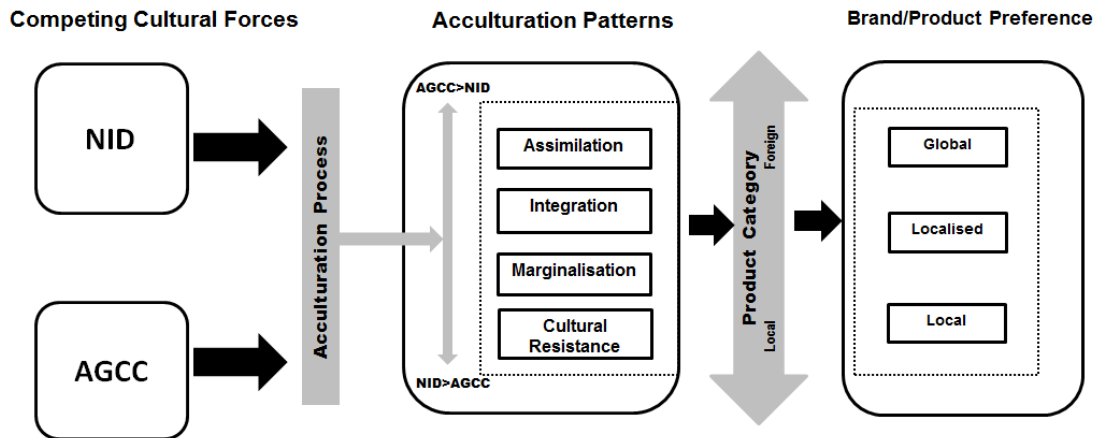 Competing Cultural Forces
Acculturation Patterns
Brand/Product Preference
NID
AGCC
Acculturation Process
AGCC>NID
Assimilation
Integration
Marginalisation
Cultural
Resistance
NID>AGCC
Product Category
Foreign
Local
Global
Localised
Local